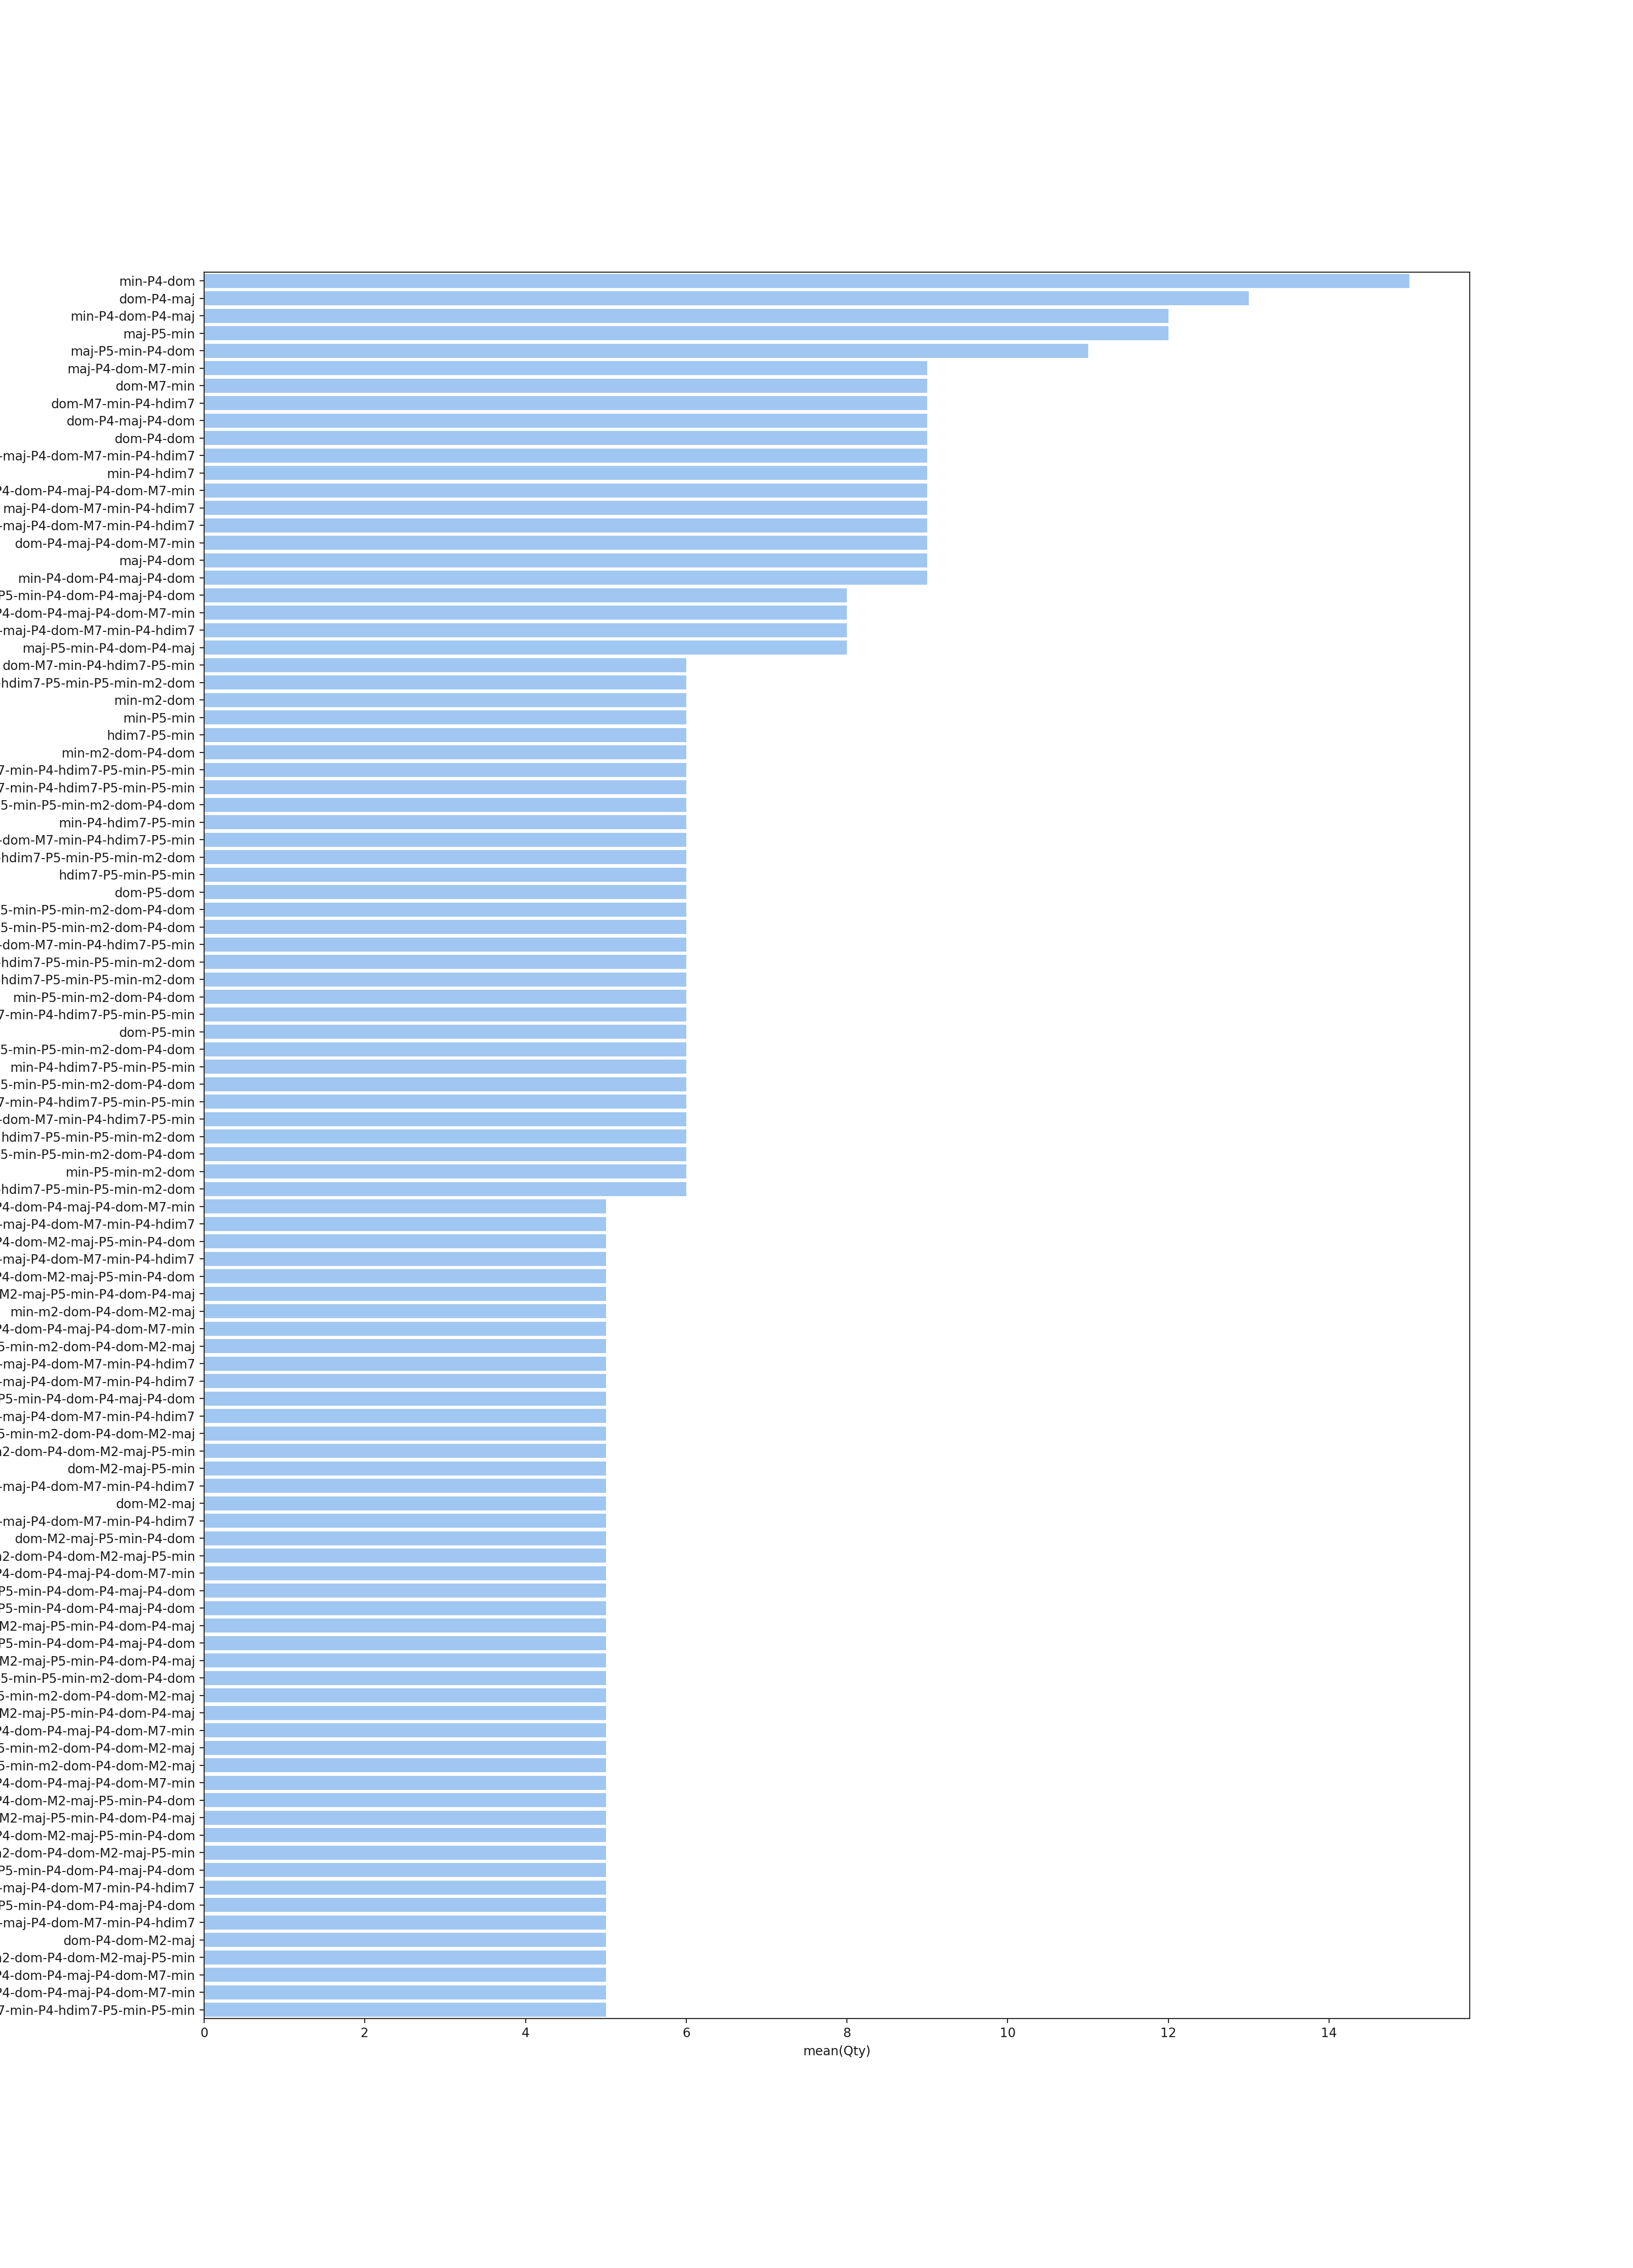 min-P4-dom
dom-P4-maj
min-P4-dom-P4-maj
maj-P5-min
maj-P5-min-P4-dom
maj-P4-dom-M7-min
dom-M7-min
dom-M7-min-P4-hdim7
dom-P4-maj-P4-dom
dom-P4-dom
-maj-P4-dom-M7-min-P4-hdim7
min-P4-hdim7
P4-dom-P4-maj-P4-dom-M7-min
maj-P4-dom-M7-min-P4-hdim7
-maj-P4-dom-M7-min-P4-hdim7
dom-P4-maj-P4-dom-M7-min
maj-P4-dom
min-P4-dom-P4-maj-P4-dom
P5-min-P4-dom-P4-maj-P4-dom
P4-dom-P4-maj-P4-dom-M7-min
-maj-P4-dom-M7-min-P4-hdim7
maj-P5-min-P4-dom-P4-maj
dom-M7-min-P4-hdim7-P5-min
hdim7-P5-min-P5-min-m2-dom
min-m2-dom
min-P5-min
hdim7-P5-min
min-m2-dom-P4-dom
7-min-P4-hdim7-P5-min-P5-min
7-min-P4-hdim7-P5-min-P5-min
5-min-P5-min-m2-dom-P4-dom
min-P4-hdim7-P5-min
-dom-M7-min-P4-hdim7-P5-min
hdim7-P5-min-P5-min-m2-dom
hdim7-P5-min-P5-min
dom-P5-dom
5-min-P5-min-m2-dom-P4-dom
5-min-P5-min-m2-dom-P4-dom
-dom-M7-min-P4-hdim7-P5-min
hdim7-P5-min-P5-min-m2-dom
hdim7-P5-min-P5-min-m2-dom
min-P5-min-m2-dom-P4-dom
7-min-P4-hdim7-P5-min-P5-min
dom-P5-min
5-min-P5-min-m2-dom-P4-dom
min-P4-hdim7-P5-min-P5-min
5-min-P5-min-m2-dom-P4-dom
7-min-P4-hdim7-P5-min-P5-min
-dom-M7-min-P4-hdim7-P5-min
hdim7-P5-min-P5-min-m2-dom
5-min-P5-min-m2-dom-P4-dom
min-P5-min-m2-dom
-hdim7-P5-min-P5-min-m2-dom
P4-dom-P4-maj-P4-dom-M7-min
-maj-P4-dom-M7-min-P4-hdim7
P4-dom-M2-maj-P5-min-P4-dom
-maj-P4-dom-M7-min-P4-hdim7
P4-dom-M2-maj-P5-min-P4-dom
M2-maj-P5-min-P4-dom-P4-maj
min-m2-dom-P4-dom-M2-maj
P4-dom-P4-maj-P4-dom-M7-min
5-min-m2-dom-P4-dom-M2-maj
-maj-P4-dom-M7-min-P4-hdim7
-maj-P4-dom-M7-min-P4-hdim7
P5-min-P4-dom-P4-maj-P4-dom
-maj-P4-dom-M7-min-P4-hdim7
5-min-m2-dom-P4-dom-M2-maj
2-dom-P4-dom-M2-maj-P5-min
dom-M2-maj-P5-min
-maj-P4-dom-M7-min-P4-hdim7
dom-M2-maj
-maj-P4-dom-M7-min-P4-hdim7
dom-M2-maj-P5-min-P4-dom
2-dom-P4-dom-M2-maj-P5-min
P4-dom-P4-maj-P4-dom-M7-min
P5-min-P4-dom-P4-maj-P4-dom
P5-min-P4-dom-P4-maj-P4-dom
M2-maj-P5-min-P4-dom-P4-maj
P5-min-P4-dom-P4-maj-P4-dom
M2-maj-P5-min-P4-dom-P4-maj
5-min-P5-min-m2-dom-P4-dom
5-min-m2-dom-P4-dom-M2-maj
M2-maj-P5-min-P4-dom-P4-maj
P4-dom-P4-maj-P4-dom-M7-min
5-min-m2-dom-P4-dom-M2-maj
5-min-m2-dom-P4-dom-M2-maj
P4-dom-P4-maj-P4-dom-M7-min
P4-dom-M2-maj-P5-min-P4-dom
M2-maj-P5-min-P4-dom-P4-maj
P4-dom-M2-maj-P5-min-P4-dom
2-dom-P4-dom-M2-maj-P5-min
P5-min-P4-dom-P4-maj-P4-dom
-maj-P4-dom-M7-min-P4-hdim7
P5-min-P4-dom-P4-maj-P4-dom
-maj-P4-dom-M7-min-P4-hdim7
dom-P4-dom-M2-maj
2-dom-P4-dom-M2-maj-P5-min
P4-dom-P4-maj-P4-dom-M7-min
P4-dom-P4-maj-P4-dom-M7-min
7-min-P4-hdim7-P5-min-P5-min
0 2 4 6 8 10 12 14
mean(Qty)